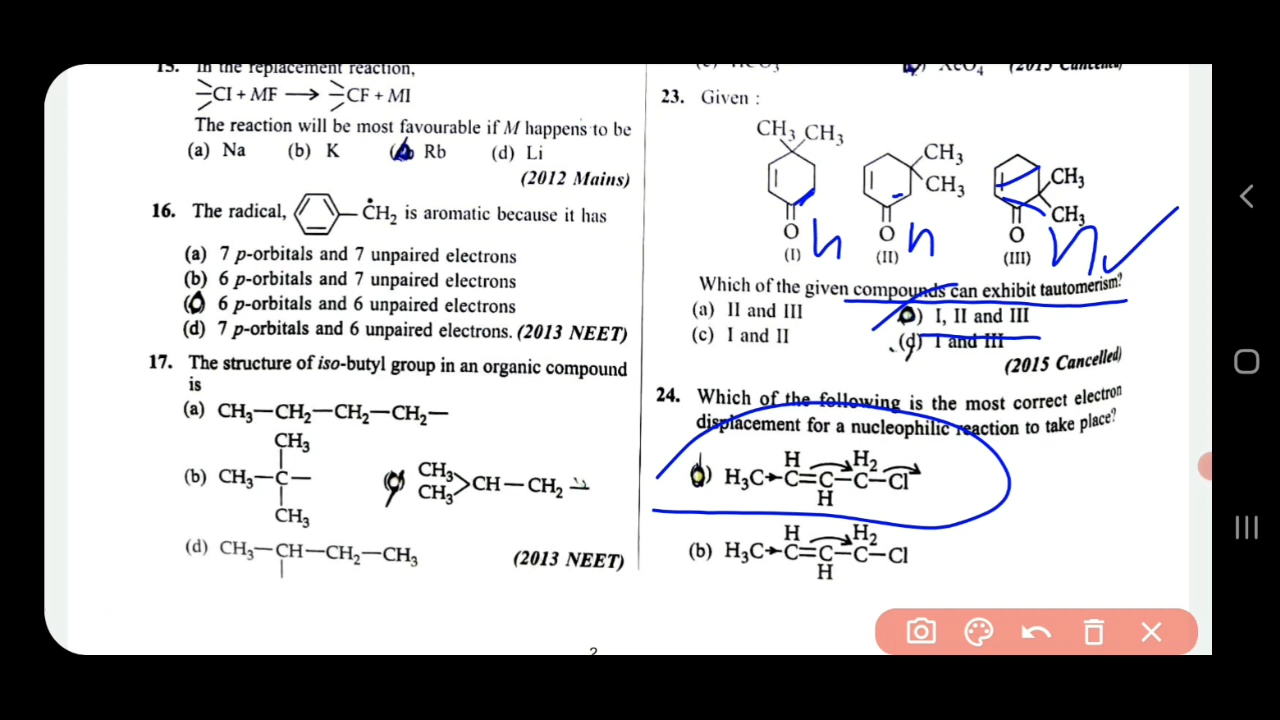 15. In the replacement reaction,
CI + MF ⟶ CF + MI
The reaction will be most favourable if M happens to be
(a) Na (b) K Rb (d) Li
(2012 Mains)
16. The radical, ĊH₂ is aromatic because it has
(a) 7 p-orbitals and 7 unpaired electrons
(b) 6 p-orbitals and 7 unpaired electrons
6 p-orbitals and 6 unpaired electrons
(d) 7 p-orbitals and 6 unpaired electrons. (2013 NEET)
17. The structure of iso-butyl group in an organic compound
is
(a) CH₃—CH₂—CH₂—CH₂—
CH₃
(b) CH₃—C—
CH₃
CH₃
CH₃ CH—CH₂
(d) CH₃—CH—CH₂—CH₃
(2013 NEET)
2
XeO₄ (2015 Cancelled)
23. Given :
CH₃ CH₃
O
(I)
CH₃
CH₃
O
(II)
CH₃
CH₃
O
(III)
n n n
Which of the given compounds can exhibit tautomerism?
(a) II and III ) I, II and III
(c) I and II (d) I and III
(2015 Cancelled)
24. Which of the following is the most correct electron
displacement for a nucleophilic reaction to take place?
H H₂
) H₃C→C=C—C—Cl
H
H H₂
(b) H₃C→C=C—C—Cl
H